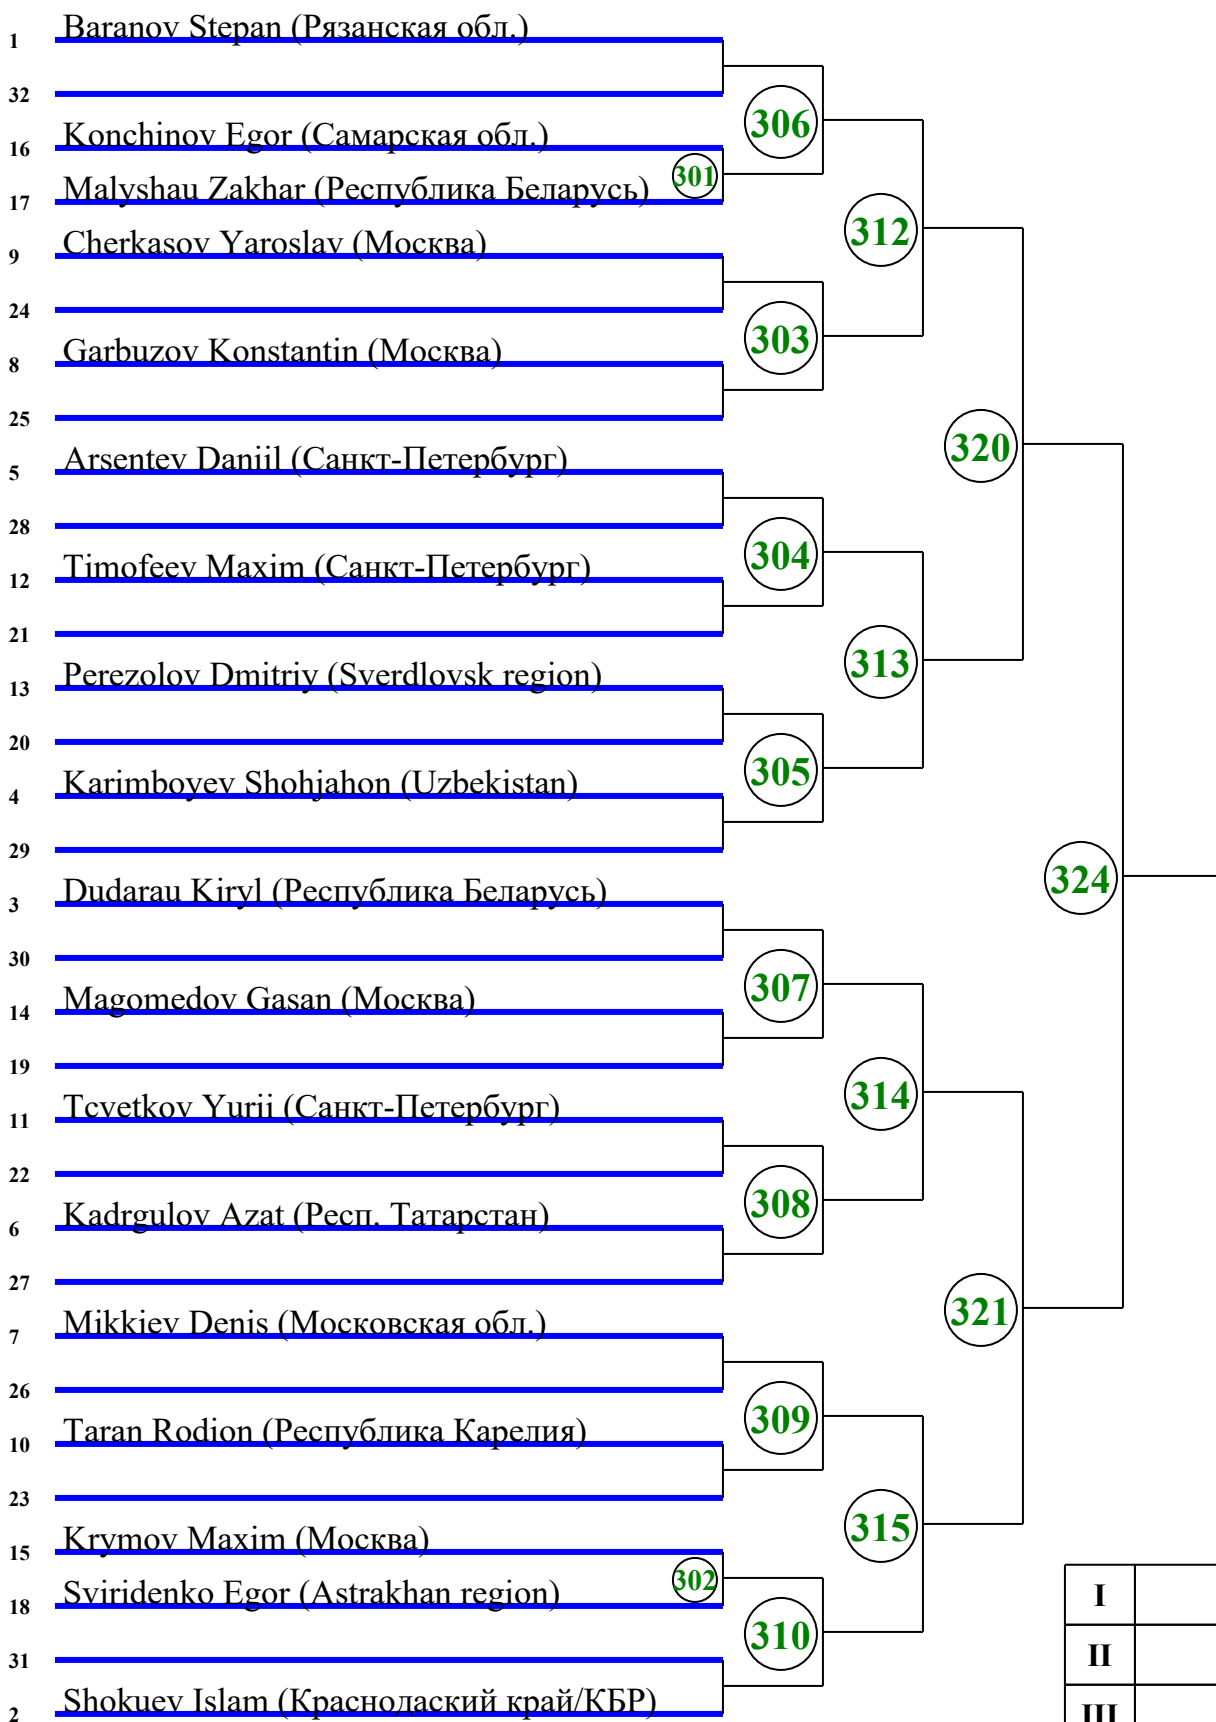 1 Baranov Stepan (Рязанская обл.)
32
306
16 Konchinov Egor (Самарская обл.)
301
17 Malyshau Zakhar (Республика Беларусь)
312
9 Cherkasov Yaroslav (Москва)
24
303
8 Garbuzov Konstantin (Москва)
25
320
5 Arsentev Daniil (Санкт-Петербург)
28
304
12 Timofeev Maxim (Санкт-Петербург)
21
313
13 Perezolov Dmitriy (Sverdlovsk region)
20
305
4 Karimboyev Shohjahon (Uzbekistan)
29
324
3 Dudarau Kiryl (Республика Беларусь)
30
307
14 Magomedov Gasan (Москва)
19
314
11 Tcvetkov Yurii (Санкт-Петербург)
22
308
6 Kadrgulov Azat (Респ. Татарстан)
27
321
7 Mikkiev Denis (Московская обл.)
26
309
10 Taran Rodion (Республика Карелия)
23
315
15 Krymov Maxim (Москва)
302
I
18 Sviridenko Egor (Astrakhan region)
310
31
II
2 Shokuev Islam (Краснодаский край/КБР)
III